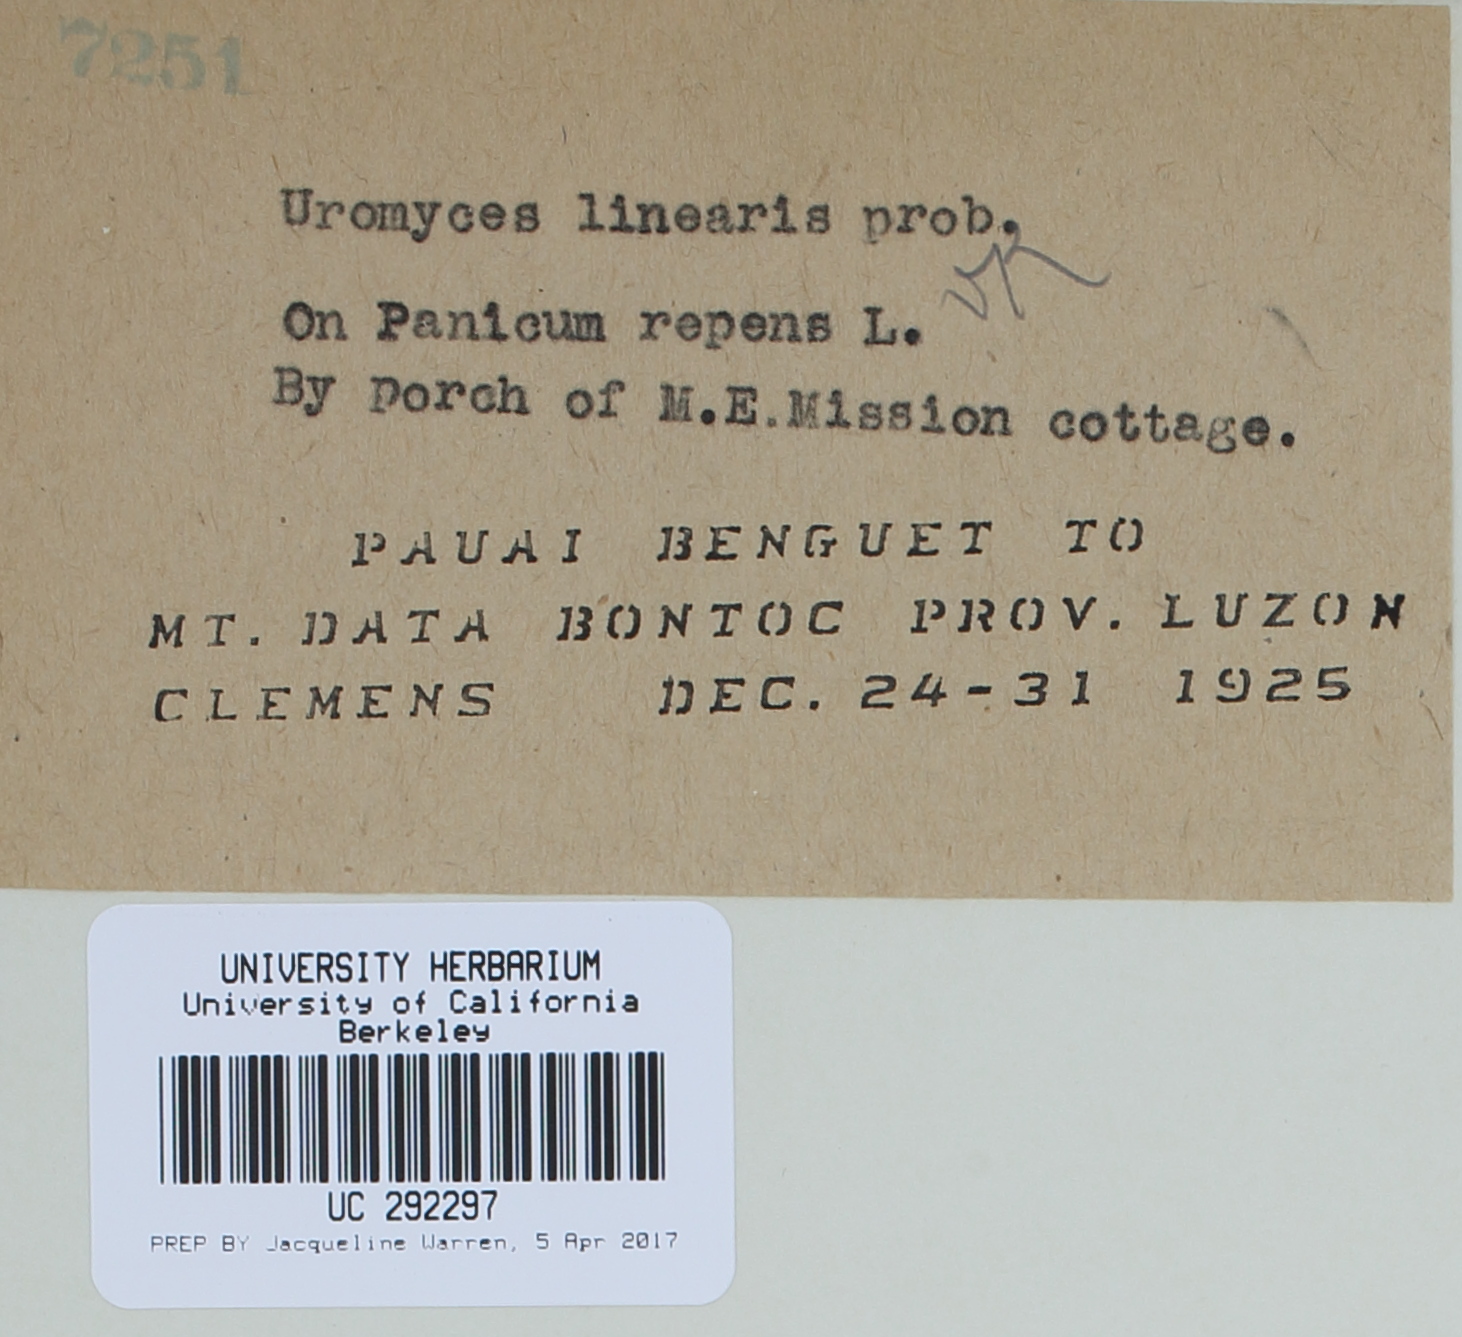 7251
Uromyces linearis prob.
On Panicum repens L.
By porch of M.E.Mission cottage.
PAUAI BENGUET TO
MT. DATA BONTOC PROV. LUZON
CLEMENS DEC. 24-31 1925
UNIVERSITY HERBARIUM
University of California
Berkeley
UC 292297
PREP BY Jacqueline Warren, 5 Apr 2017